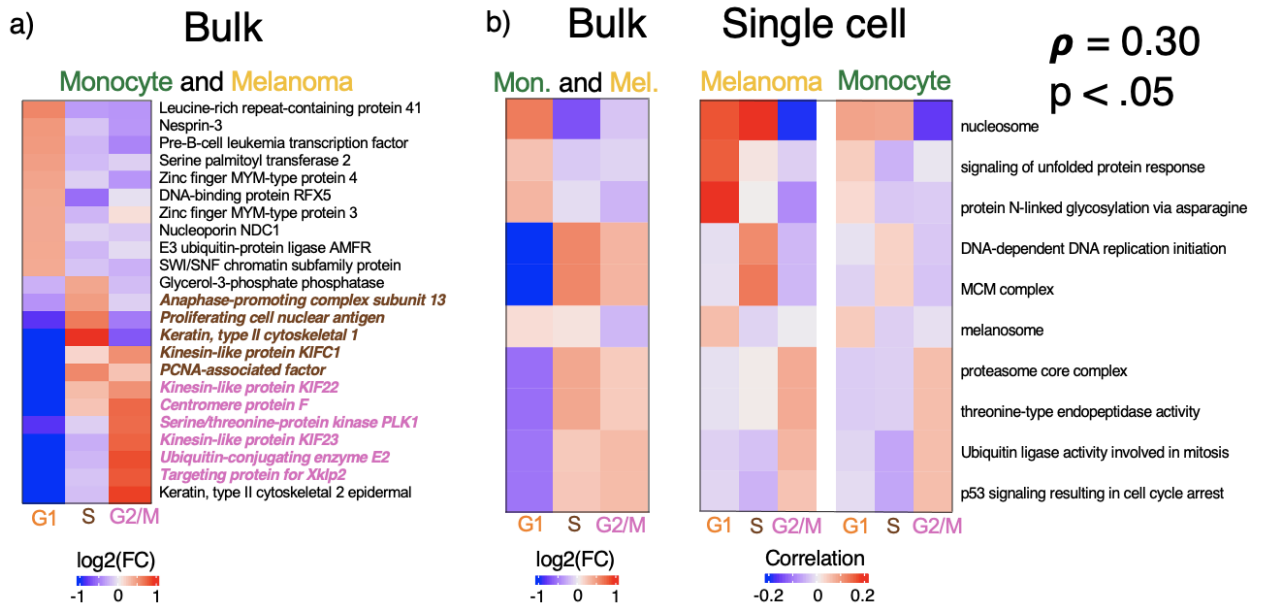 a)
Bulk
Monocyte and Melanoma
Leucine-rich repeat-containing protein 41
Nesprin-3
Pre-B-cell leukemia transcription factor
Serine palmitoyl transferase 2
Zinc finger MYM-type protein 4
DNA-binding protein RFX5
Zinc finger MYM-type protein 3
Nucleoporin NDC1
E3 ubiquitin-protein ligase AMFR
SWI/SNF chromatin subfamily protein
Glycerol-3-phosphate phosphatase
Anaphase-promoting complex subunit 13
Proliferating cell nuclear antigen
Keratin, type II cytoskeletal 1
Kinesin-like protein KIFC1
PCNA-associated factor
Kinesin-like protein KIF22
Centromere protein F
Serine/threonine-protein kinase PLK1
Kinesin-like protein KIF23
Ubiquitin-conjugating enzyme E2
Targeting protein for Xklp2
Keratin, type II cytoskeletal 2 epidermal
G1 S G2/M
log2(FC)
-1 0 1
b)
Bulk
Single cell
ρ = 0.30
p < .05
Mon. and Mel.
Melanoma Monocyte
nucleosome
signaling of unfolded protein response
protein N-linked glycosylation via asparagine
DNA-dependent DNA replication initiation
MCM complex
melanosome
proteasome core complex
threonine-type endopeptidase activity
Ubiquitin ligase activity involved in mitosis
p53 signaling resulting in cell cycle arrest
G1 S G2/M
G1 S G2/M
G1 S G2/M
log2(FC)
-1 0 1
Correlation
-0.2 0 0.2